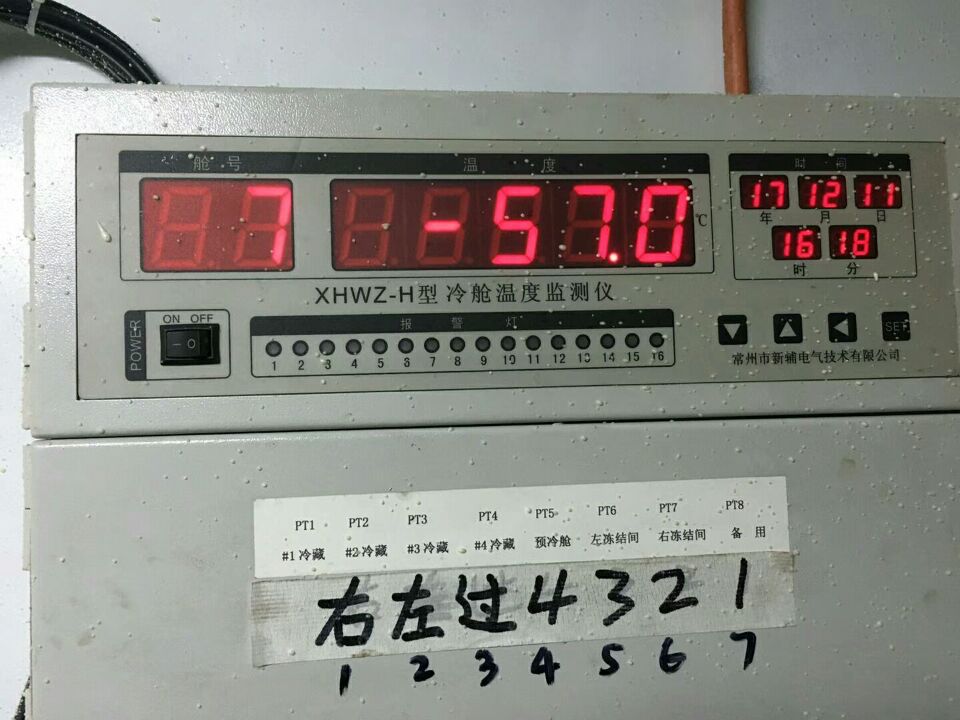 舱号 温度 时间
7 -57.0 ℃ 17 12 11
年 月 日
16 18
时 分
XHWZ-H型 冷舱温度监测仪
ON OFF
POWER
报警灯
1 2 3 4 5 6 7 8 9 10 11 12 13 14 15 16
SET
常州市新辅电气技术有限公司
PT1 PT2 PT3 PT4 PT5 PT6 PT7 PT8
#1冷藏 #2冷藏 #3冷藏 #4冷藏 预冷舱 左冻结间 右冻结间 备用
右 左 过 4 3 2 1
1 2 3 4 5 6 7